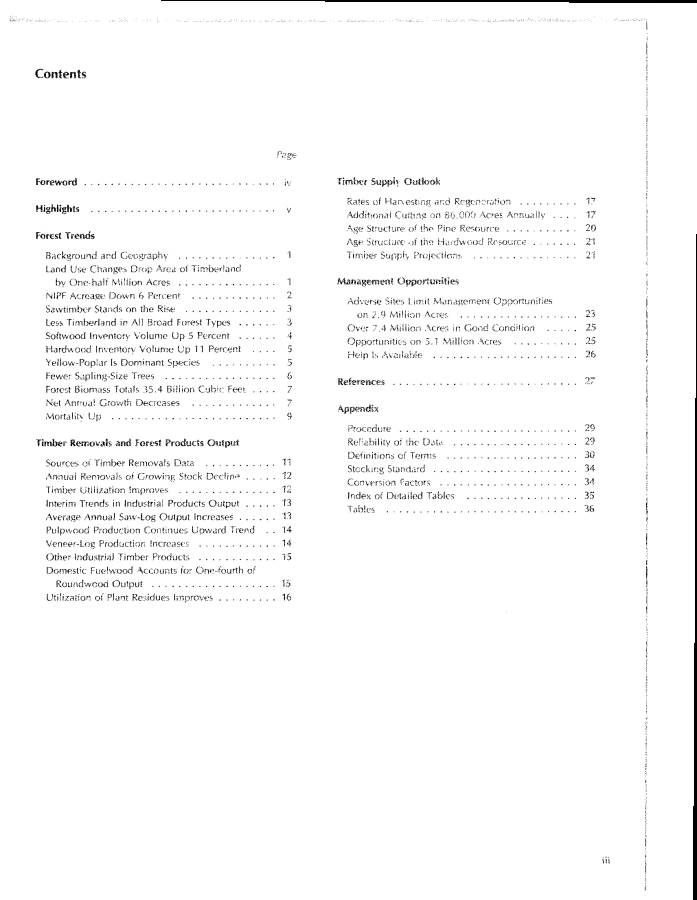 Contents
Page
Foreword . . . . . . . . . . . . . . . . . . . . . . . . . . . . . iv
Highlights . . . . . . . . . . . . . . . . . . . . . . . . . . . . v
Forest Trends
Background and Geography . . . . . . . . . . . . . . . 1
Land Use Changes Drop Area of Timberland
by One-half Million Acres . . . . . . . . . . . . . . . 1
NIPF Acreage Down 6 Percent . . . . . . . . . . . . . 2
Sawtimber Stands on the Rise . . . . . . . . . . . . . . 3
Less Timberland in All Broad Forest Types . . . . . . 3
Softwood Inventory Volume Up 5 Percent . . . . . . 4
Hardwood Inventory Volume Up 11 Percent . . . . 5
Yellow-Poplar Is Dominant Species . . . . . . . . . . 5
Fewer Sapling-Size Trees . . . . . . . . . . . . . . . . . 6
Forest Biomass Totals 35.4 Billion Cubic Feet . . . . 7
Net Annual Growth Decreases . . . . . . . . . . . . . 7
Mortality Up . . . . . . . . . . . . . . . . . . . . . . . . . 9
Timber Removals and Forest Products Output
Sources of Timber Removals Data . . . . . . . . . . . 11
Annual Removals of Growing Stock Decline . . . . . 12
Timber Utilization Improves . . . . . . . . . . . . . . . 12
Interim Trends in Industrial Products Output . . . . . 13
Average Annual Saw-Log Output Increases . . . . . . 13
Pulpwood Production Continues Upward Trend . . 14
Veneer-Log Production Increases . . . . . . . . . . . . 14
Other Industrial Timber Products . . . . . . . . . . . . 15
Domestic Fuelwood Accounts for One-fourth of
Roundwood Output . . . . . . . . . . . . . . . . . . . 15
Utilization of Plant Residues Improves . . . . . . . . . 16
Timber Supply Outlook
Rates of Harvesting and Regeneration . . . . . . . . . 17
Additional Cutting on 86,000 Acres Annually . . . . 17
Age Structure of the Pine Resource . . . . . . . . . . . 20
Age Structure of the Hardwood Resource . . . . . . . 21
Timber Supply Projections . . . . . . . . . . . . . . . . 21
Management Opportunities
Adverse Sites Limit Management Opportunities
on 2.9 Million Acres . . . . . . . . . . . . . . . . . . 23
Over 7.4 Million Acres in Good Condition . . . . . 25
Opportunities on 5.1 Million Acres . . . . . . . . . . 25
Help Is Available . . . . . . . . . . . . . . . . . . . . . . 26
References . . . . . . . . . . . . . . . . . . . . . . . . . . . . 27
Appendix
Procedure . . . . . . . . . . . . . . . . . . . . . . . . . . . 29
Reliability of the Data . . . . . . . . . . . . . . . . . . . 29
Definitions of Terms . . . . . . . . . . . . . . . . . . . . 30
Stocking Standard . . . . . . . . . . . . . . . . . . . . . . 34
Conversion Factors . . . . . . . . . . . . . . . . . . . . . 34
Index of Detailed Tables . . . . . . . . . . . . . . . . . 35
Tables . . . . . . . . . . . . . . . . . . . . . . . . . . . . . 36
iii